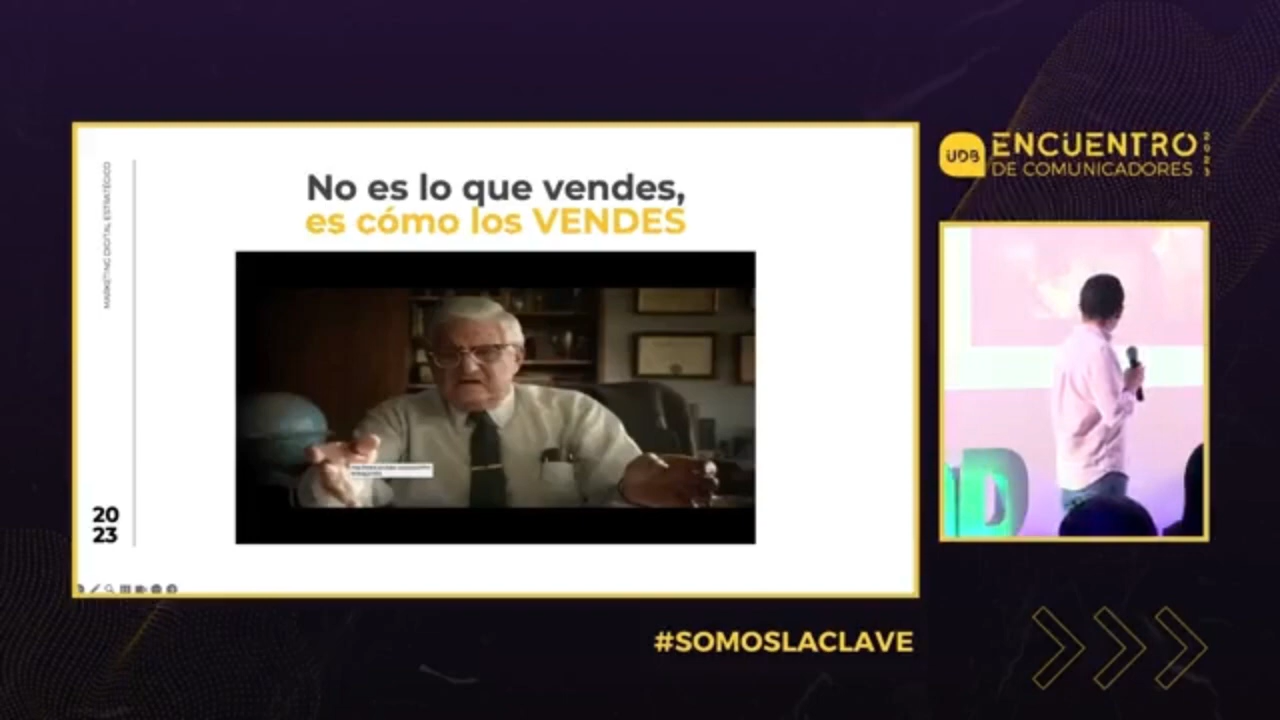 No es lo que vendes,
es cómo los VENDES
MARKETING DIGITAL ESTRATÉGICO
20
23
UDB
ENCUENTRO
DE COMUNICADORES
2023
#SOMOSLACLAVE
D